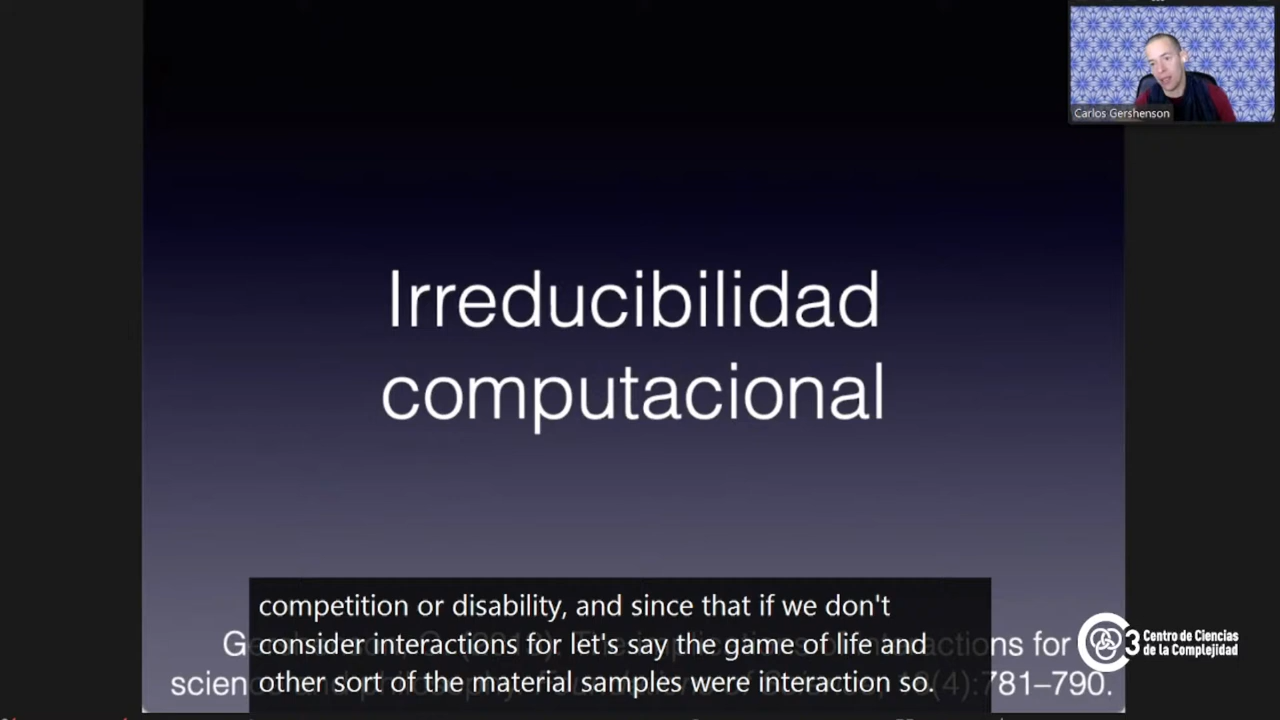 Carlos Gershenson
Irreducibilidad
computacional
competition or disability, and since that if we don't
consider interactions for let's say the game of life and
other sort of the material samples were interaction so.
for
781–790.
3 Centro de Ciencias
de la Complejidad